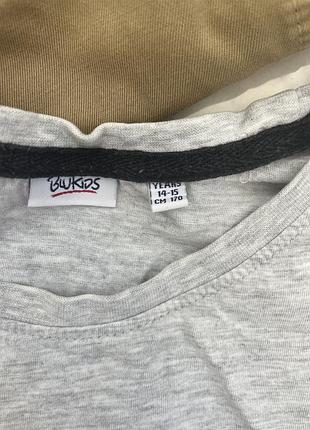 BLUKIDS
YEARS
14-15
CM 170